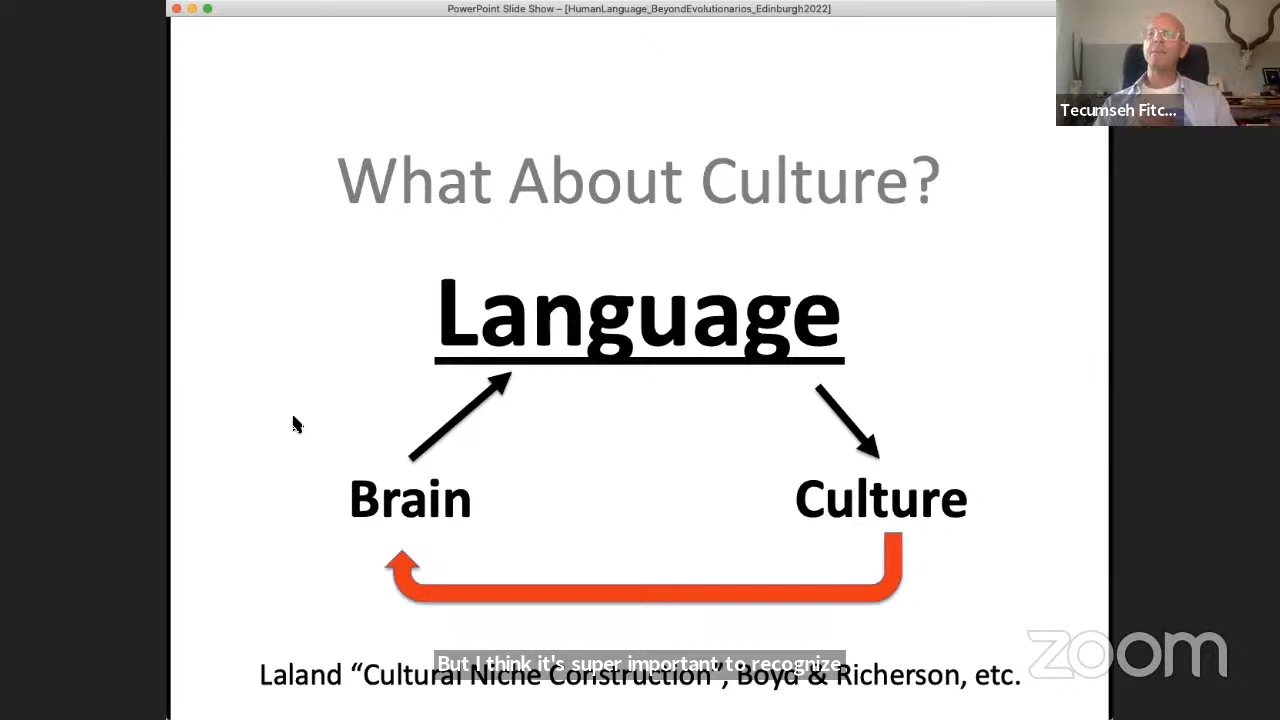 PowerPoint Slide Show – [HumanLanguage_BeyondEvolutionarios_Edinburgh2022]
Tecumseh Fitc...
What About Culture?
Language
Brain
Culture
But I think it's super important to recognize
Laland “Cultural Niche Construction”, Boyd & Richerson, etc.
zoom